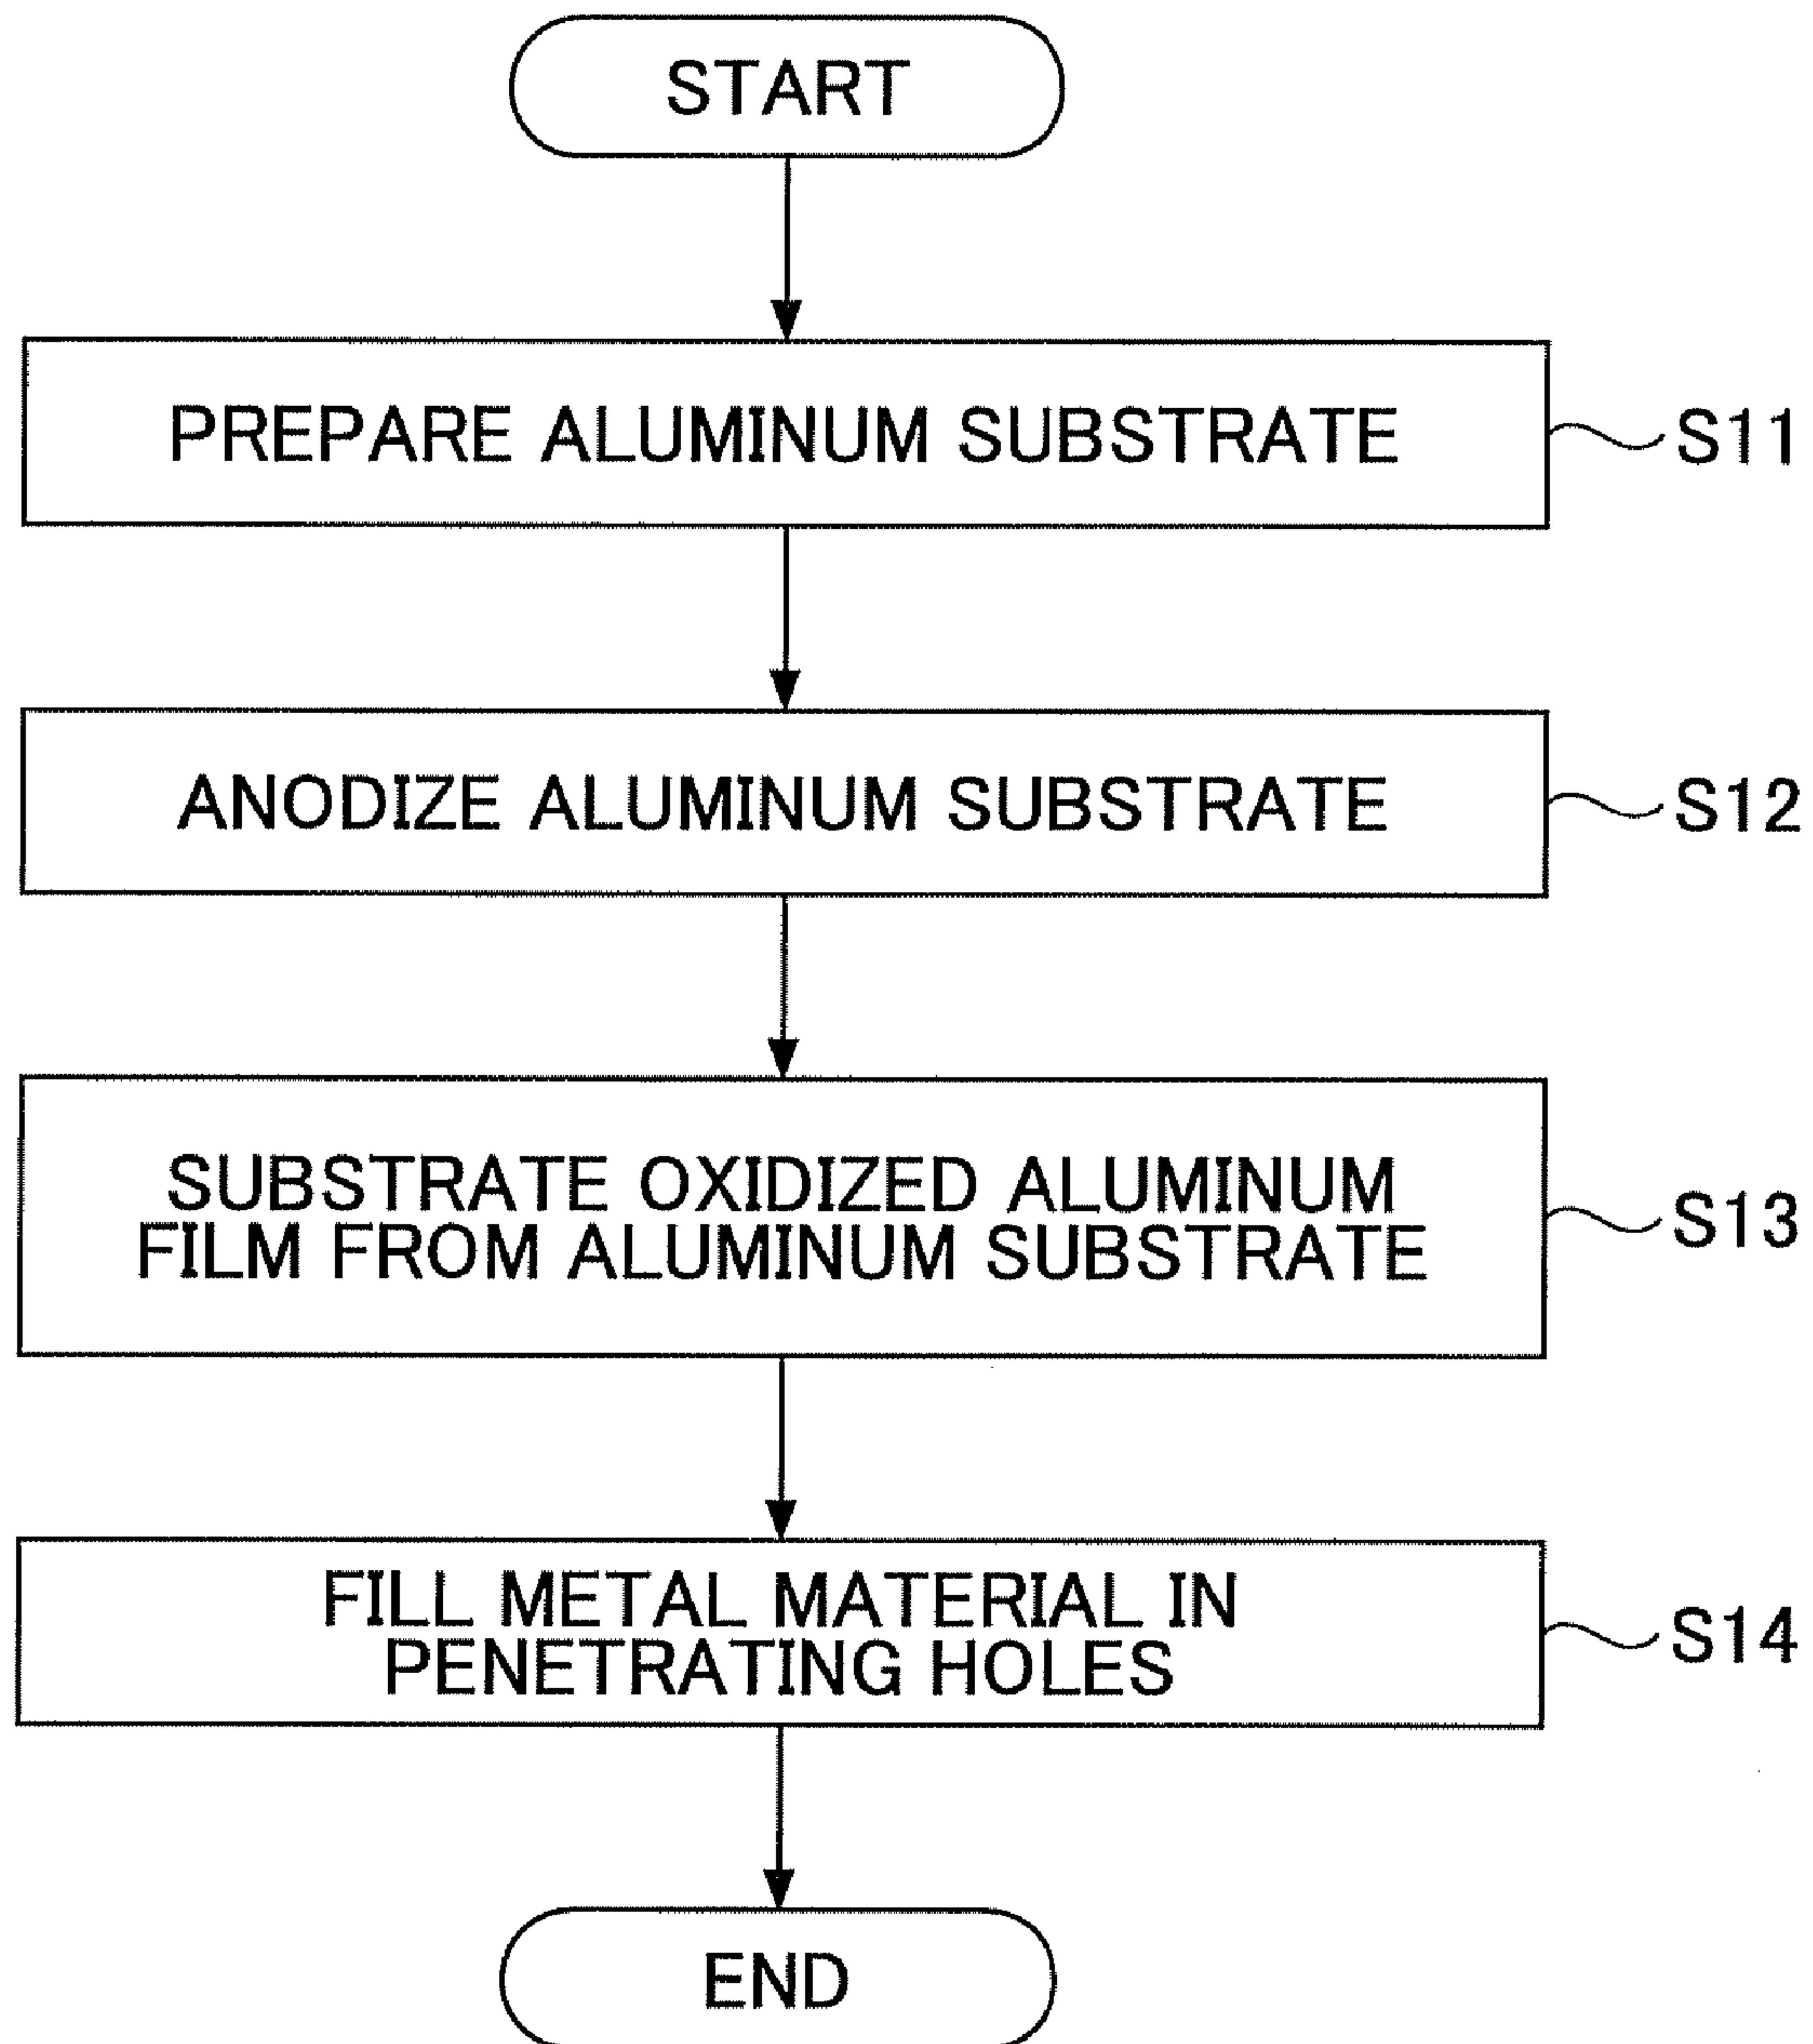 START
PREPARE ALUMINUM SUBSTRATE
S11
ANODIZE ALUMINUM SUBSTRATE
S12
SUBSTRATE OXIDIZED ALUMINUM
FILM FROM ALUMINUM SUBSTRATE
S13
FILL METAL MATERIAL IN
PENETRATING HOLES
S14
END